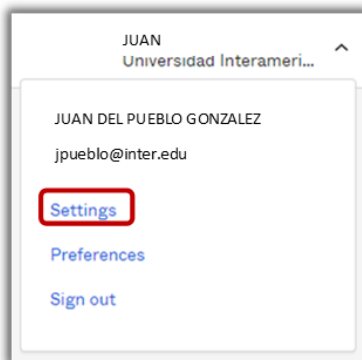 JUAN
Universidad Interameri...
JUAN DEL PUEBLO GONZALEZ
jpueblo@inter.edu
Settings
Preferences
Sign out